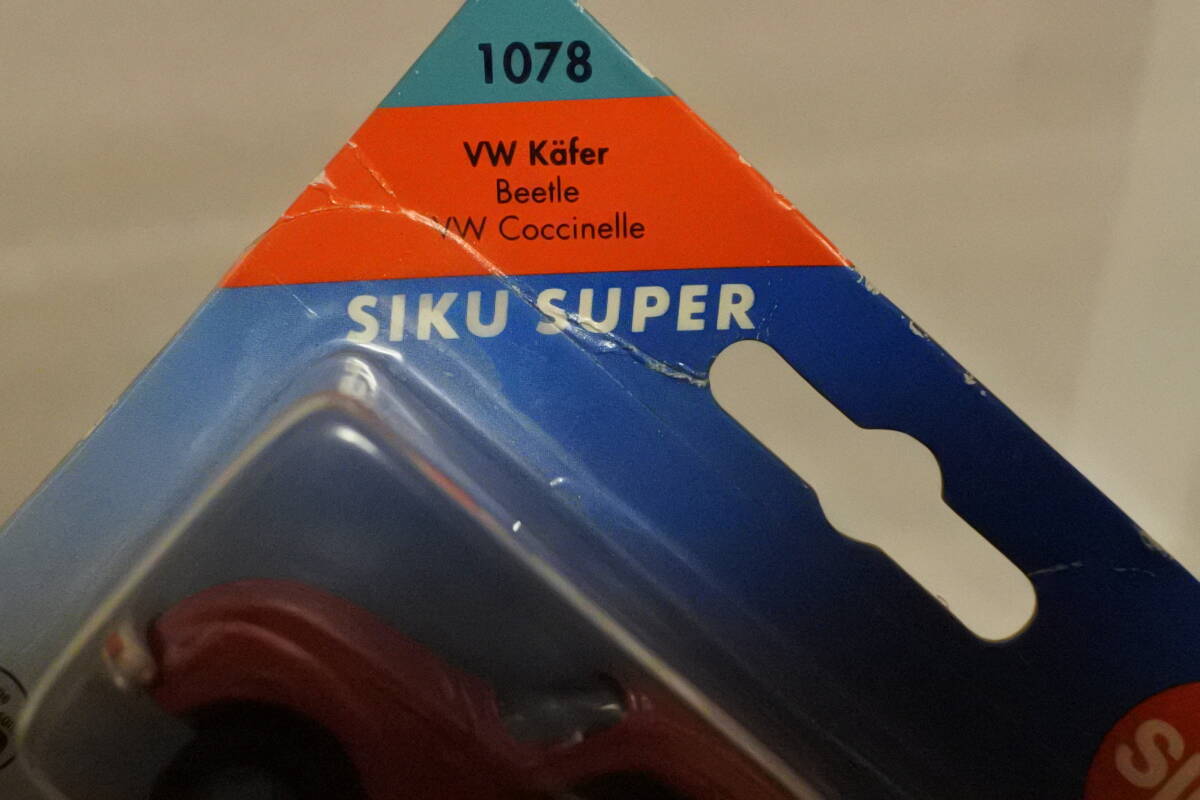 1078
VW Käfer
Beetle
VW Coccinelle
SIKU SUPER